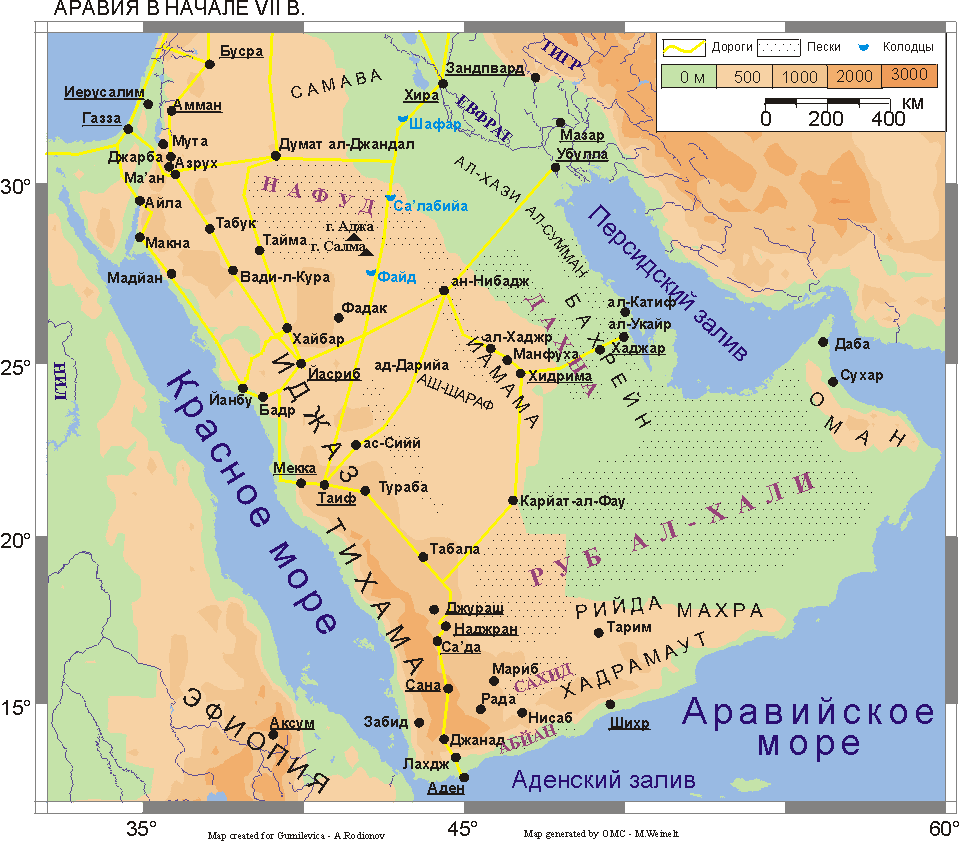 АРАВИЯ В НАЧАЛЕ VII В.
Дороги Пески Колодцы
0 м 500 1000 2000 3000
0 200 400 КМ
Бусра
САМАВА
Зандпвард
ТИГР
Иерусалим
Амман
Хира
ЕВФРАТ
Газза
Шафар
Мазар
Мута
Думат ал-Джандал
Убулла
Джарба
Азрух
АЛ-ХАЗИ
Ма'ан
30°
НАФУД
Са'лабийа
Айла
АЛ-СУММАН
Персидский залив
Табук
г. Аджа
Макна
Тайма
г. Салма
Мадйан
Вади-л-Кура
Файд
ан-Нибадж
ДАХНА
БАХРЕЙН
ал-Катиф
Фадак
ал-Укайр
Хайбар
ал-Хаджр
Манфуха
Хаджар
Даба
25°
НИЛ
Йасриб
ад-Дарийа
ЙАМАМА
Хидрима
Сухар
АШ-ШАРАФ
Йанбу
Бадр
ХИДЖАЗ
ОМАН
Красное море
ас-Сийй
Мекка
Таиф
Тураба
Карйат-ал-Фау
РУБ АЛ-ХАЛИ
20°
ТИХАМА
Табала
Джураш
РИЙДА МАХРА
Наджран
Тарим
Са'да
Мариб
САХИД
ХАДРАМАУТ
Сана
Рада
15°
ЭФИОПИЯ
Аксум
Забид
Нисаб
Шихр
Аравийское
море
Джанад
АБЙАН
Лахдж
Аден
Аденский залив
35° 45° 60°
Map created for Gumilevica - A.Rodionov
Map generated by OMC - M.Weinelt